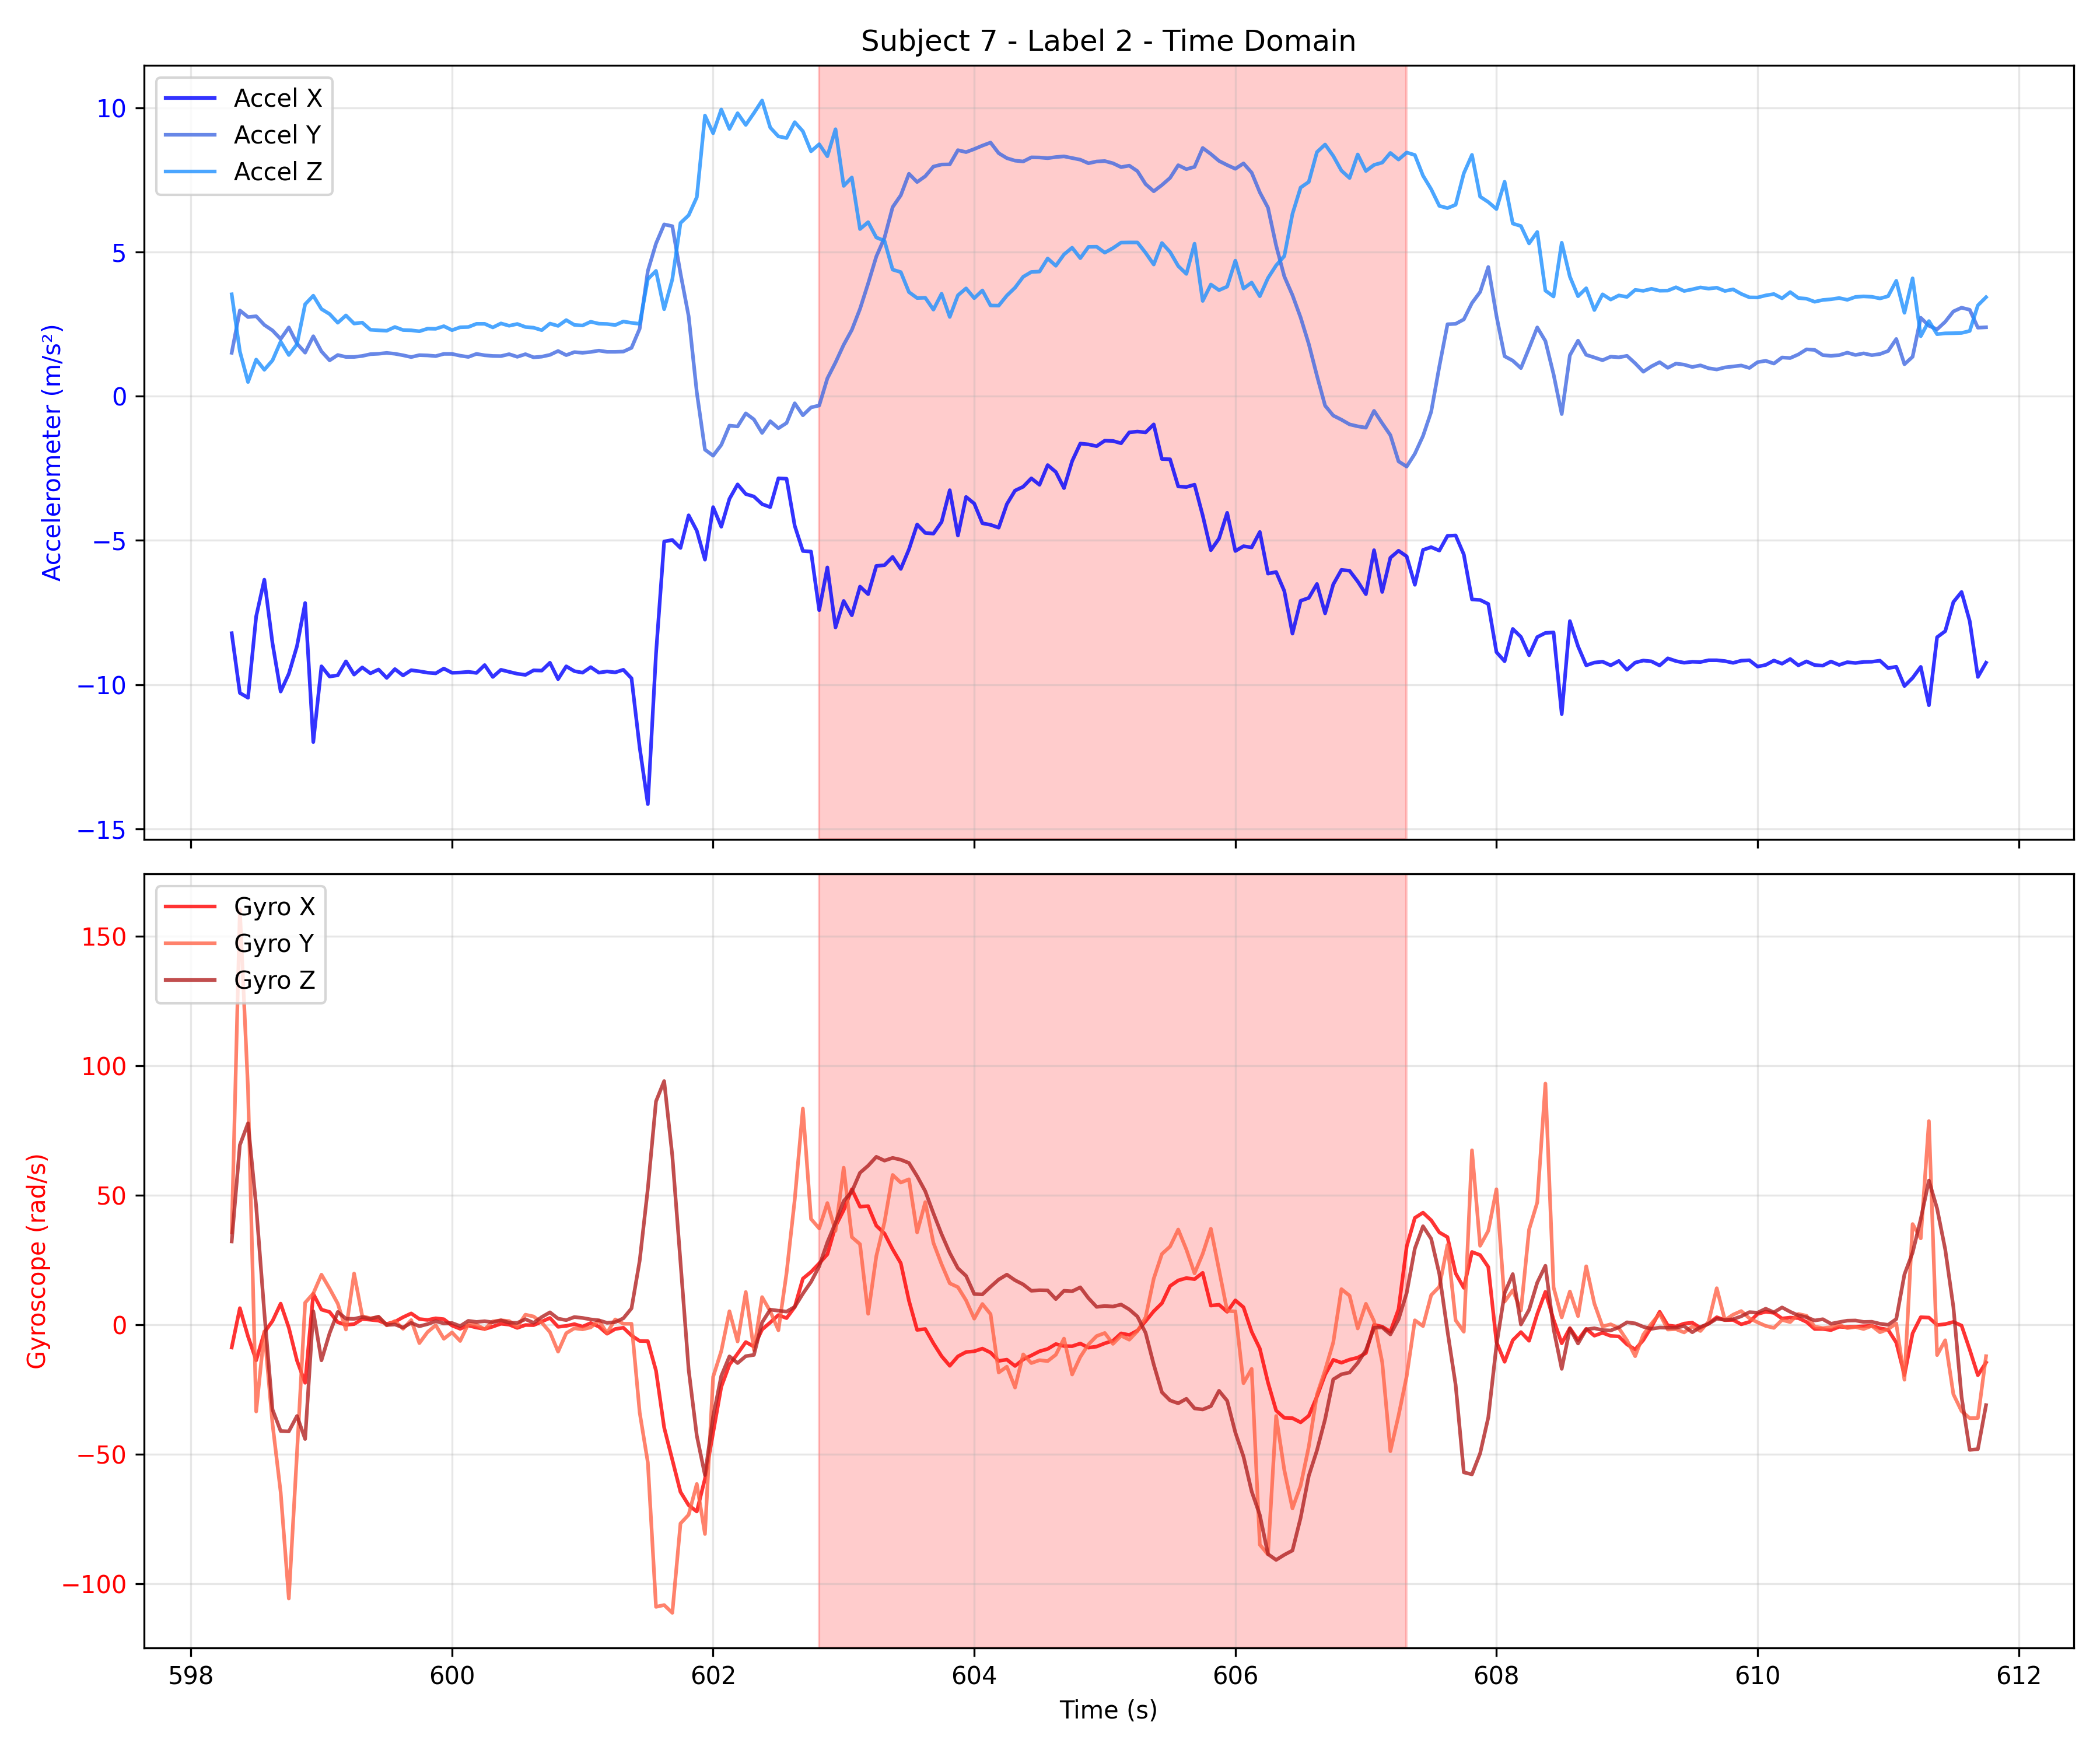 Subject 7 - Label 2 - Time Domain
Accel X
Accel Y
Accel Z
10
5
0
−5
−10
−15
Accelerometer (m/s²)
Gyro X
Gyro Y
Gyro Z
150
100
50
0
−50
−100
Gyroscope (rad/s)
598 600 602 604 606 608 610 612
Time (s)